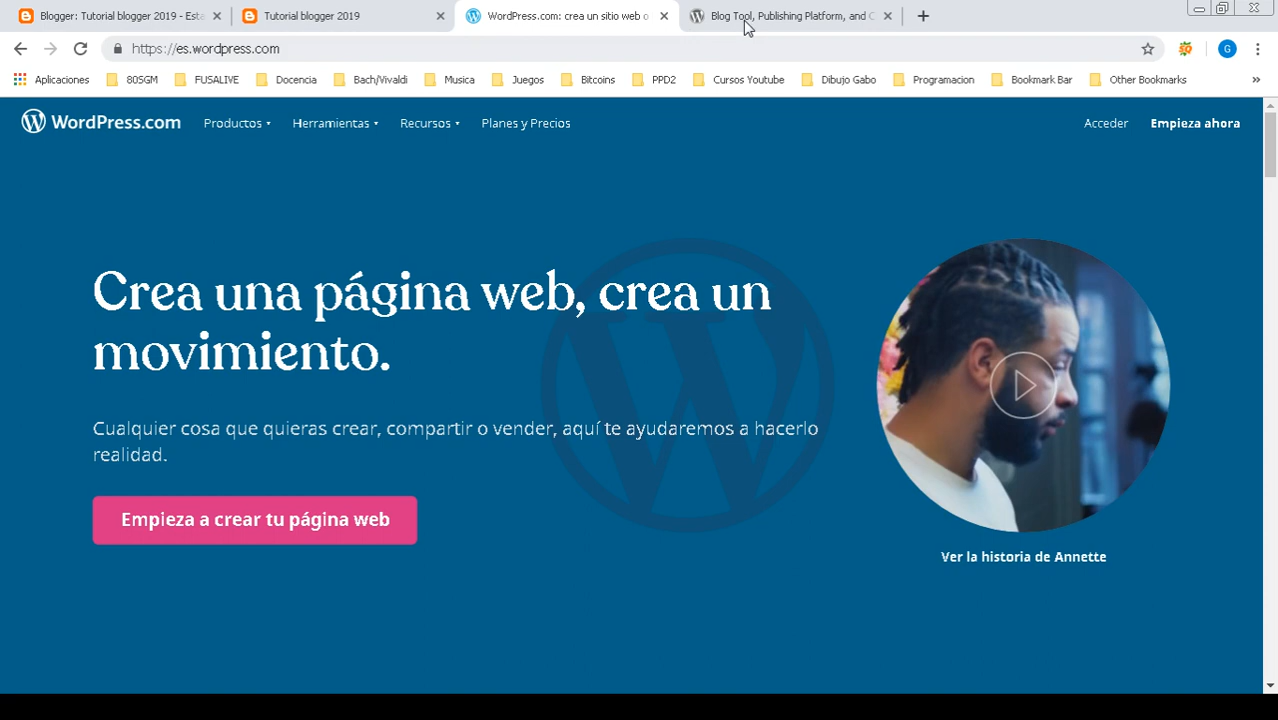 Blogger: Tutorial blogger 2019 - Esta
Tutorial blogger 2019
WordPress.com: crea un sitio web o
Blog Tool, Publishing Platform, and C
https://es.wordpress.com
G
Aplicaciones
80SGM
FUSALIVE
Docencia
Bach/Vivaldi
Musica
Juegos
Bitcoins
PPD2
Cursos Youtube
Dibujo Gabo
Programacion
Bookmark Bar
Other Bookmarks
WordPress.com
Productos
Herramientas
Recursos
Planes y Precios
Acceder
Empieza ahora
Crea una página web, crea un
movimiento.
Cualquier cosa que quieras crear, compartir o vender, aquí te ayudaremos a hacerlo
realidad.
Empieza a crear tu página web
Ver la historia de Annette